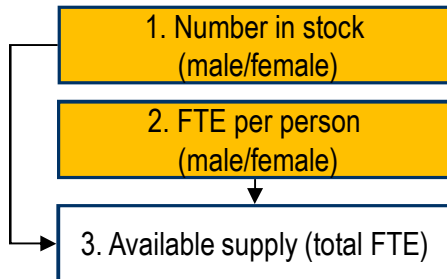 1. Number in stock
(male/female)
2. FTE per person
(male/female)
3. Available supply (total FTE)